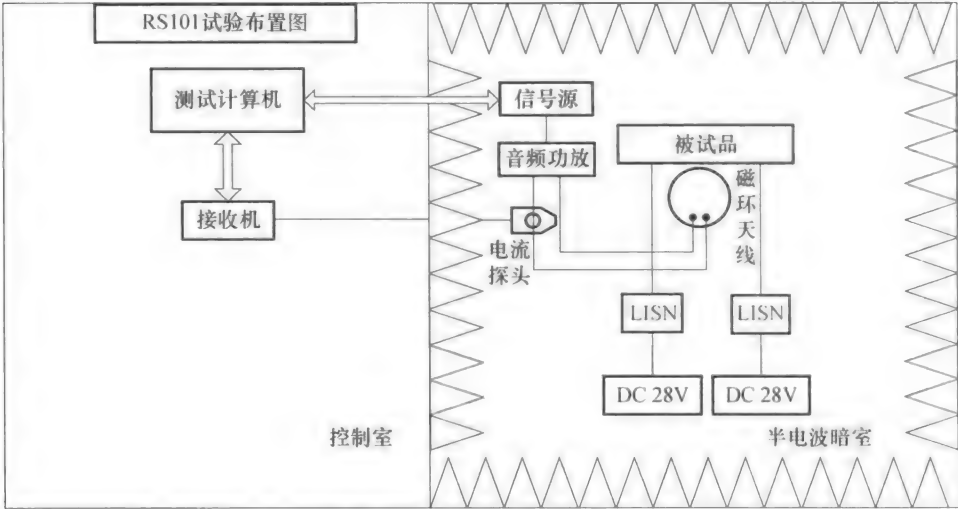 RS101试验布置图
测试计算机
接收机
控制室
信号源
音频功放
电流
探头
被试品
磁
环
天
线
LISN
LISN
DC 28V
DC 28V
半电波暗室